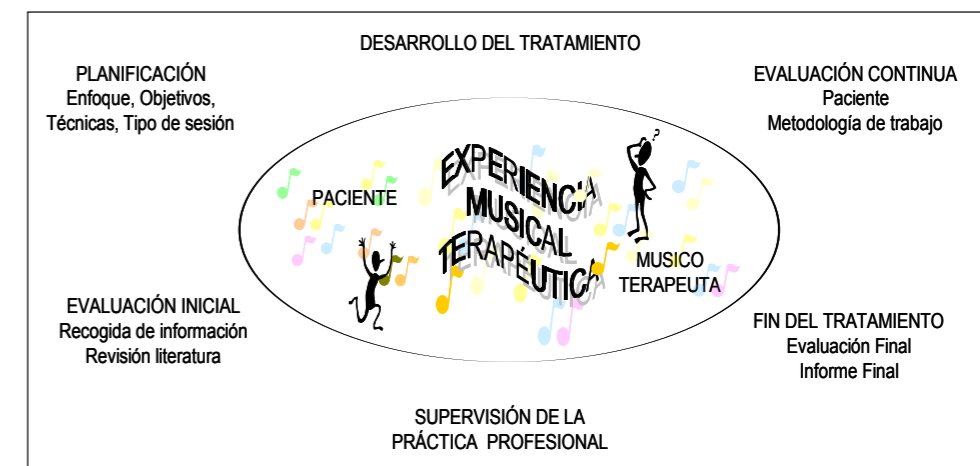 DESARROLLO DEL TRATAMIENTO
PLANIFICACIÓN
Enfoque, Objetivos,
Técnicas, Tipo de sesión
EVALUACIÓN CONTINUA
Paciente
Metodología de trabajo
?
PACIENTE
EXPERIENCIA
MUSICAL
TERAPÉUTICA
MUSICO
TERAPEUTA
EVALUACIÓN INICIAL
Recogida de información
Revisión literatura
FIN DEL TRATAMIENTO
Evaluación Final
Informe Final
SUPERVISIÓN DE LA
PRÁCTICA PROFESIONAL